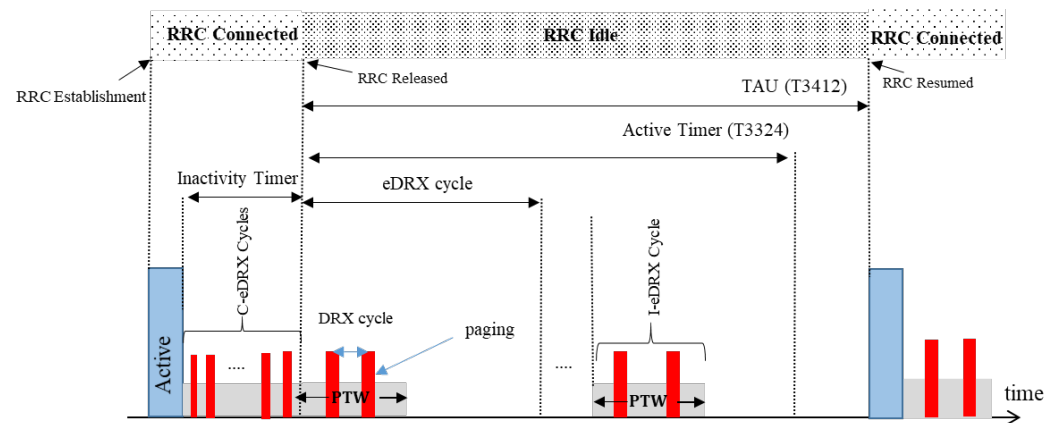 RRC Connected
RRC Idle
RRC Connected
RRC Establishment
RRC Released
RRC Resumed
TAU (T3412)
Active Timer (T3324)
Inactivity Timer
eDRX cycle
C-eDRX Cycles
I-eDRX Cycle
DRX cycle
paging
Active
....
....
PTW
PTW
time